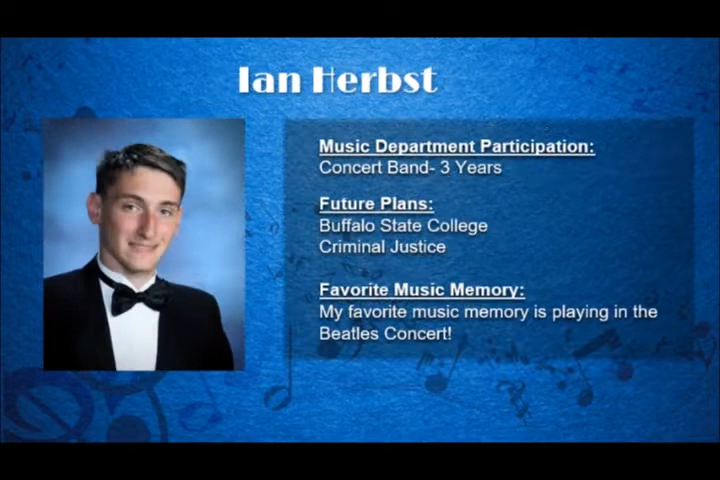 Ian Herbst
Music Department Participation:
Concert Band- 3 Years
Future Plans:
Buffalo State College
Criminal Justice
Favorite Music Memory:
My favorite music memory is playing in the
Beatles Concert!